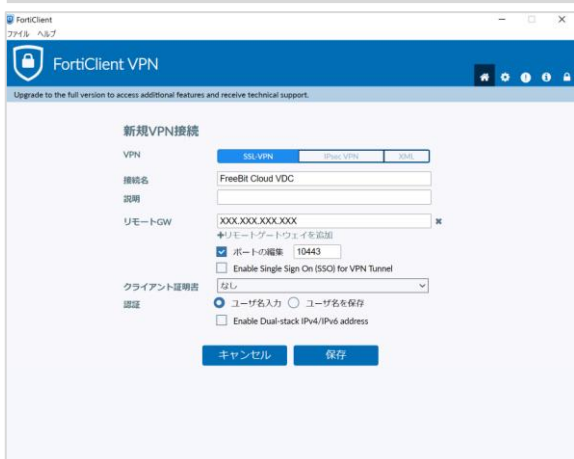 FortiClient
ファイル ヘルプ
FortiClient VPN
Upgrade to the full version to access additional features and receive technical support.
新規VPN接続
VPN SSL-VPN IPsec VPN XML
接続名 FreeBit Cloud VDC
説明
リモートGW XXX.XXX.XXX.XXX
+リモートゲートウェイを追加
ポートの編集 10443
Enable Single Sign On (SSO) for VPN Tunnel
クライアント証明書 なし
認証 ユーザ名入力 ユーザ名を保存
Enable Dual-stack IPv4/IPv6 address
キャンセル 保存